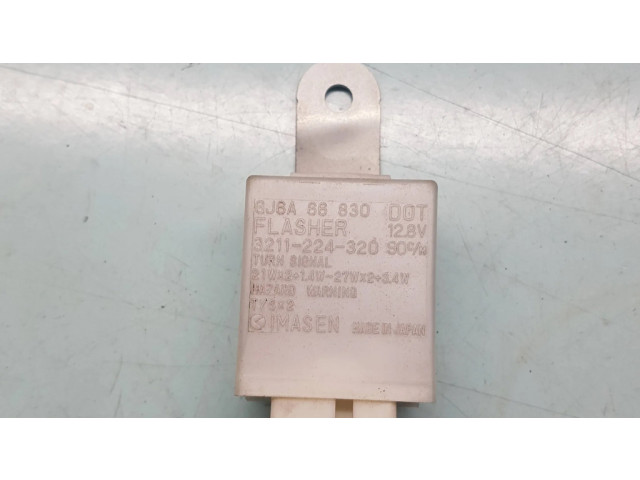 GJ6A 66 830 DOT
FLASHER 12.8V
3211-224-320 90c/m
TURN SIGNAL
21W×2+1.4W-27W×2+3.4W
HAZARD WARNING
IMASEN MADE IN JAPAN